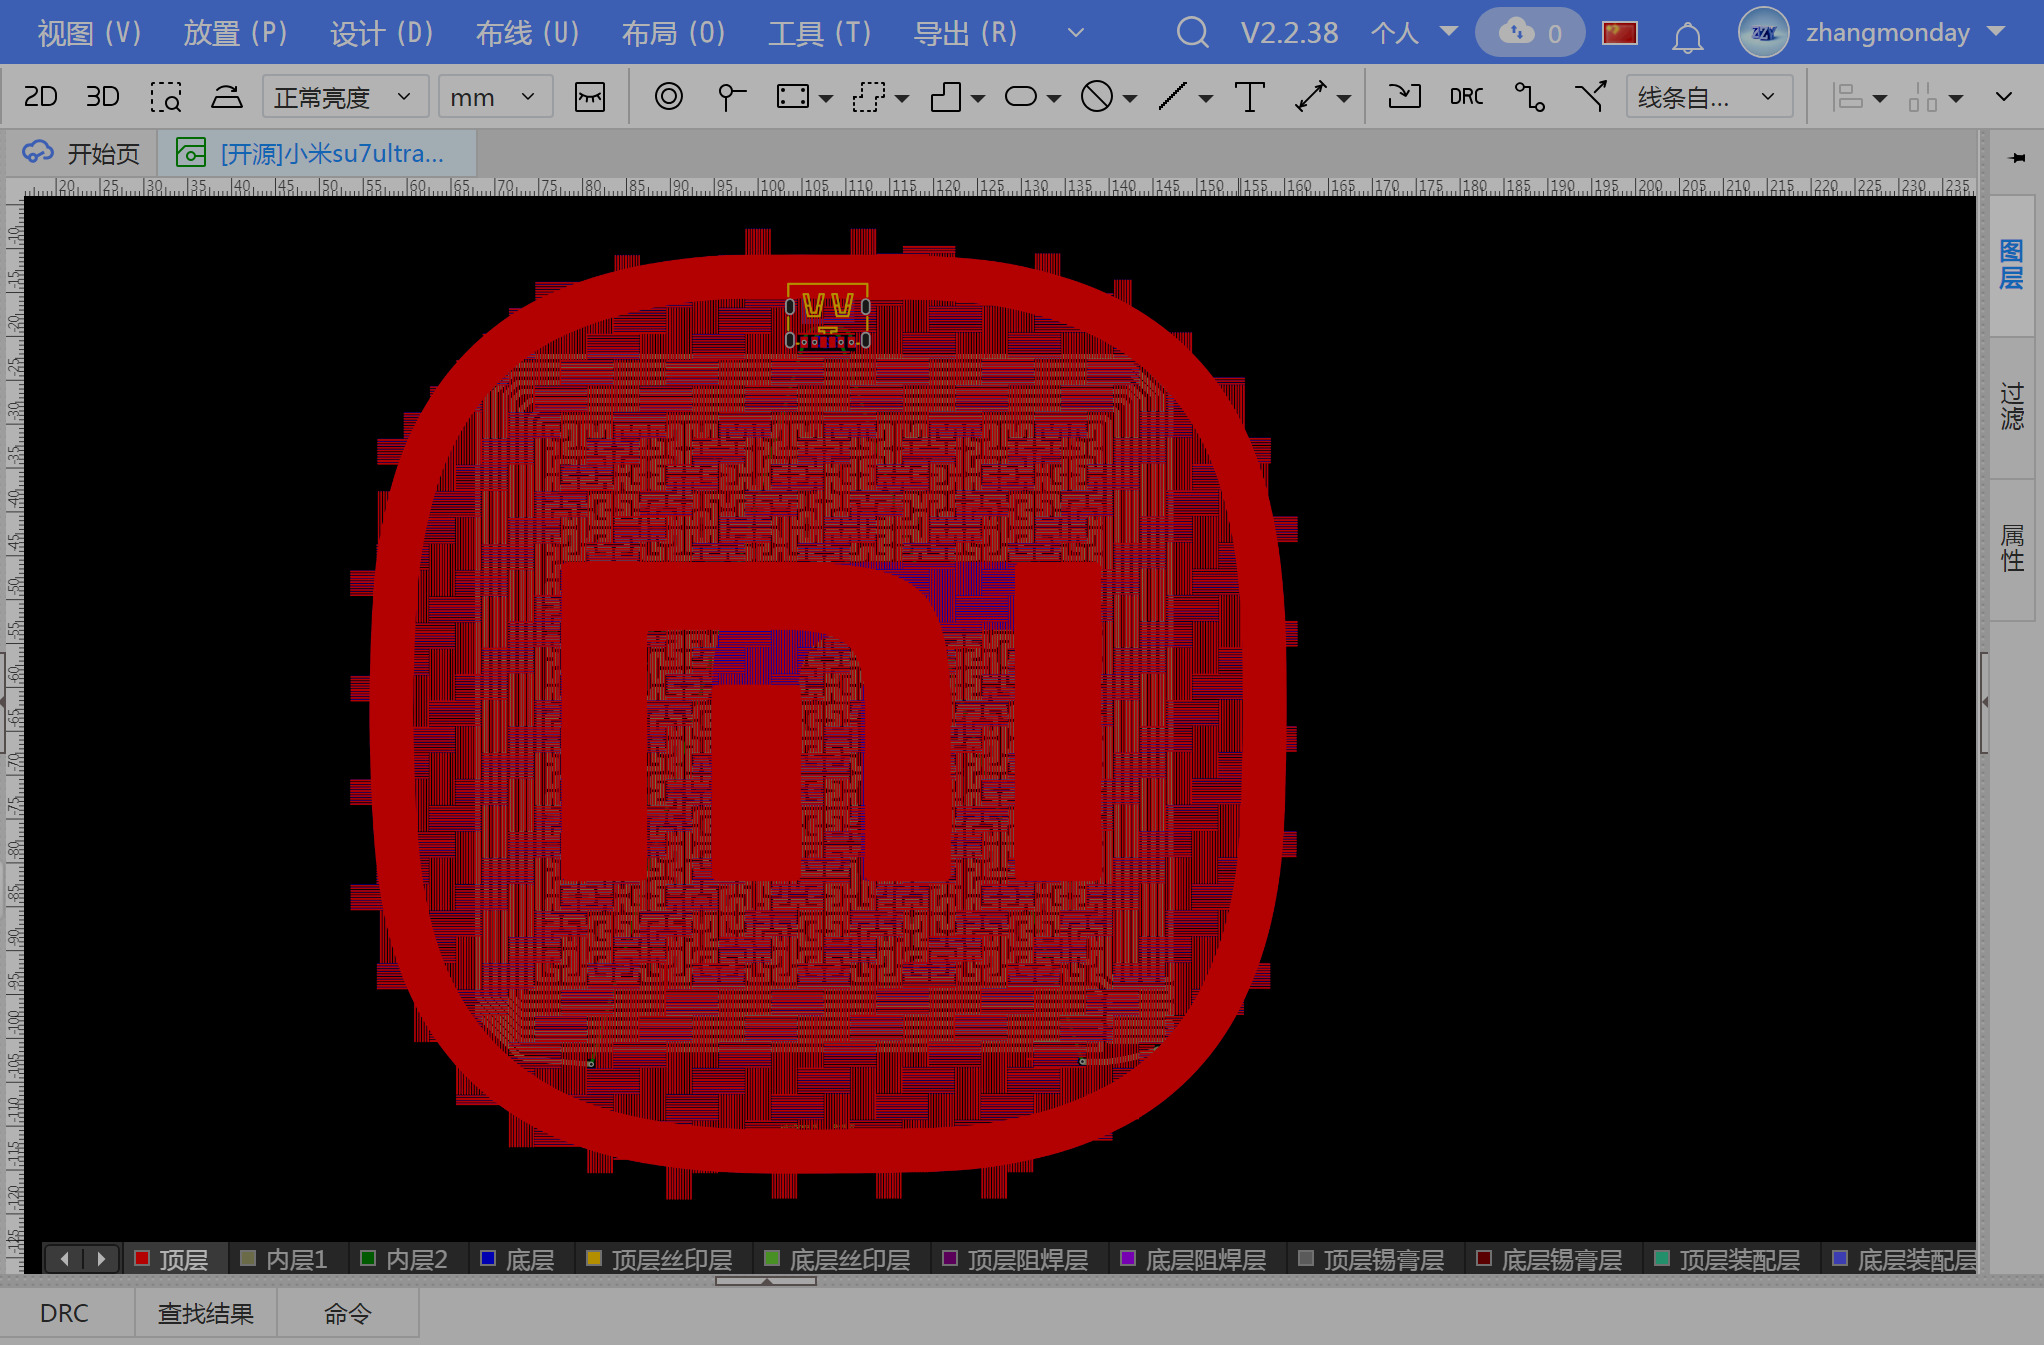 视图 (V) 放置 (P) 设计 (D) 布线 (U) 布局 (O) 工具 (T) 导出 (R) V2.2.38 个人 0 zhangmonday
2D 3D 正常亮度 mm T DRC 线条自...
开始页 [开源]小米su7ultra...
20 25 30 35 40 45 50 55 60 65 70 75 80 85 90 95 100 105 110 115 120 125 130 135 140 145 150 155 160 165 170 175 180 185 190 195 200 205 210 215 220 225 230 235
-10
-15
-20
-25
-30
-35
-40
-45
-50
-55
-60
-65
-70
-75
-80
-85
-90
-95
-100
-105
-110
-115
-120
-125
图层
过滤
属性
顶层 内层1 内层2 底层 顶层丝印层 底层丝印层 顶层阻焊层 底层阻焊层 顶层锡膏层 底层锡膏层 顶层装配层 底层装配层
DRC 查找结果 命令